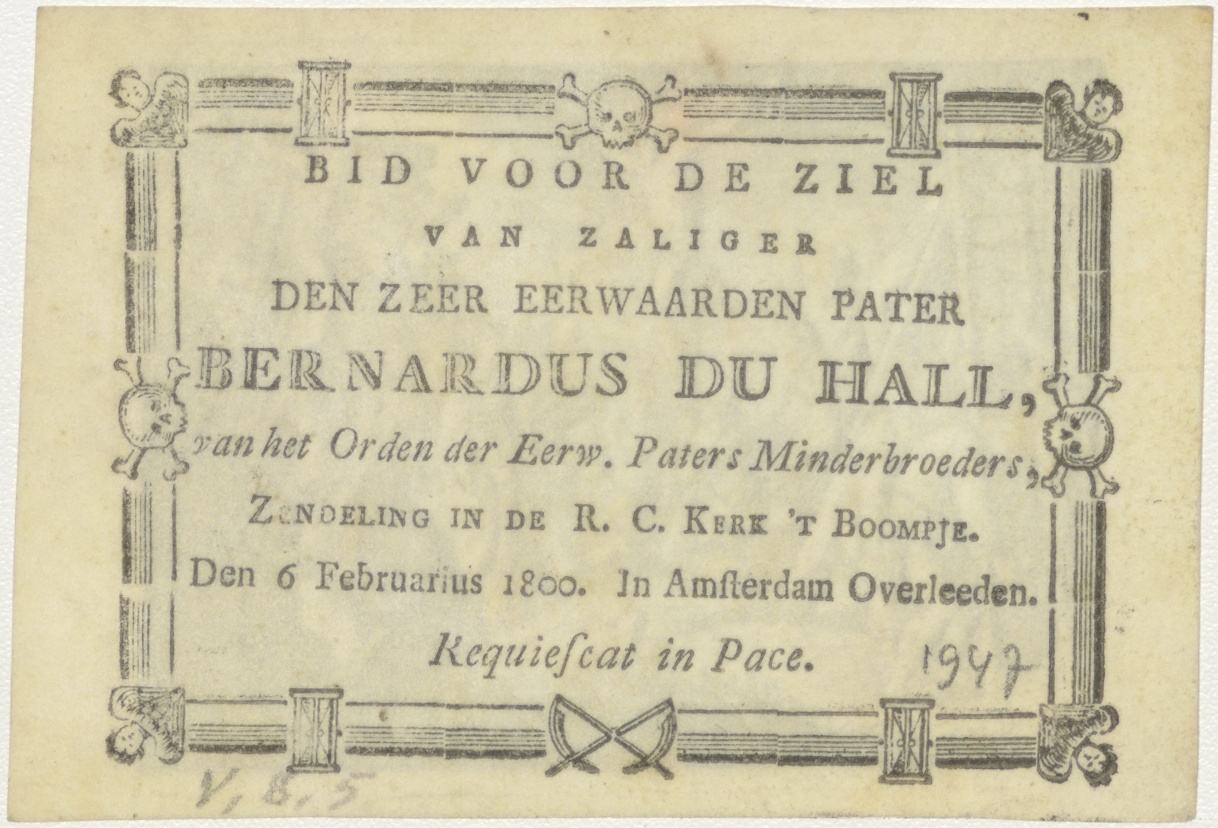 BID VOOR DE ZIEL
VAN ZALIGER
DEN ZEER EERWAARDEN PATER
BERNARDUS DU HALL,
van het Orden der Eerw. Paters Minderbroeders,
ZENDELING IN DE R. C. KERK 'T BOOMPJE.
Den 6 Februarius 1800. In Amſterdam Overleeden.
Requieſcat in Pace.
1947
V, B, 5